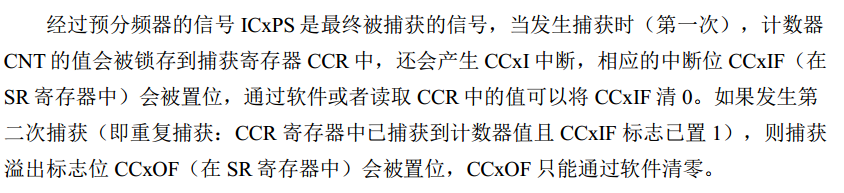 经过预分频器的信号 ICxPS 是最终被捕获的信号，当发生捕获时（第一次），计数器
CNT 的值会被锁存到捕获寄存器 CCR 中，还会产生 CCxI 中断，相应的中断位 CCxIF（在
SR 寄存器中）会被置位，通过软件或者读取 CCR 中的值可以将 CCxIF 清 0。如果发生第
二次捕获（即重复捕获：CCR 寄存器中已捕获到计数器值且 CCxIF 标志已置 1），则捕获
溢出标志位 CCxOF（在 SR 寄存器中）会被置位，CCxOF 只能通过软件清零。